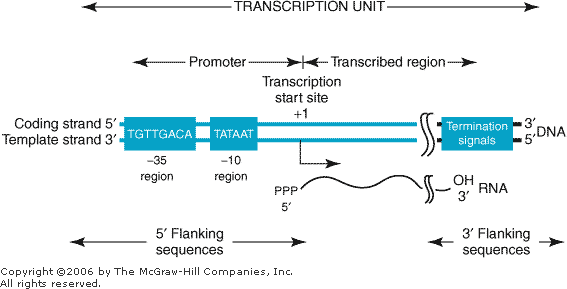 TRANSCRIPTION UNIT
Promoter
Transcribed region
Transcription
start site
+1
Coding strand 5′
Template strand 3′
TGTTGACA
TATAAT
Termination
signals
3′
5′
DNA
−35
region
−10
region
PPP
5′
OH
3′
RNA
5′ Flanking
sequences
3′ Flanking
sequences
Copyright ©2006 by The McGraw-Hill Companies, Inc.
All rights reserved.